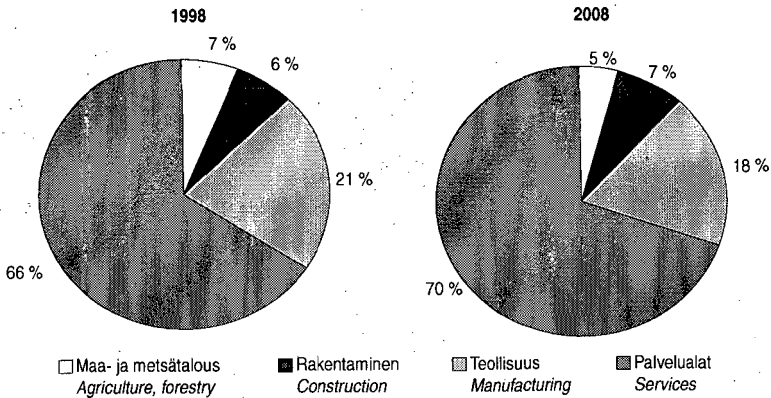 1998
7 %
6 %
21 %
66 %
2008
5 %
7 %
18 %
70 %
Maa- ja metsätalous
Agriculture, forestry
Rakentaminen
Construction
Teollisuus
Manufacturing
Palvelualat
Services